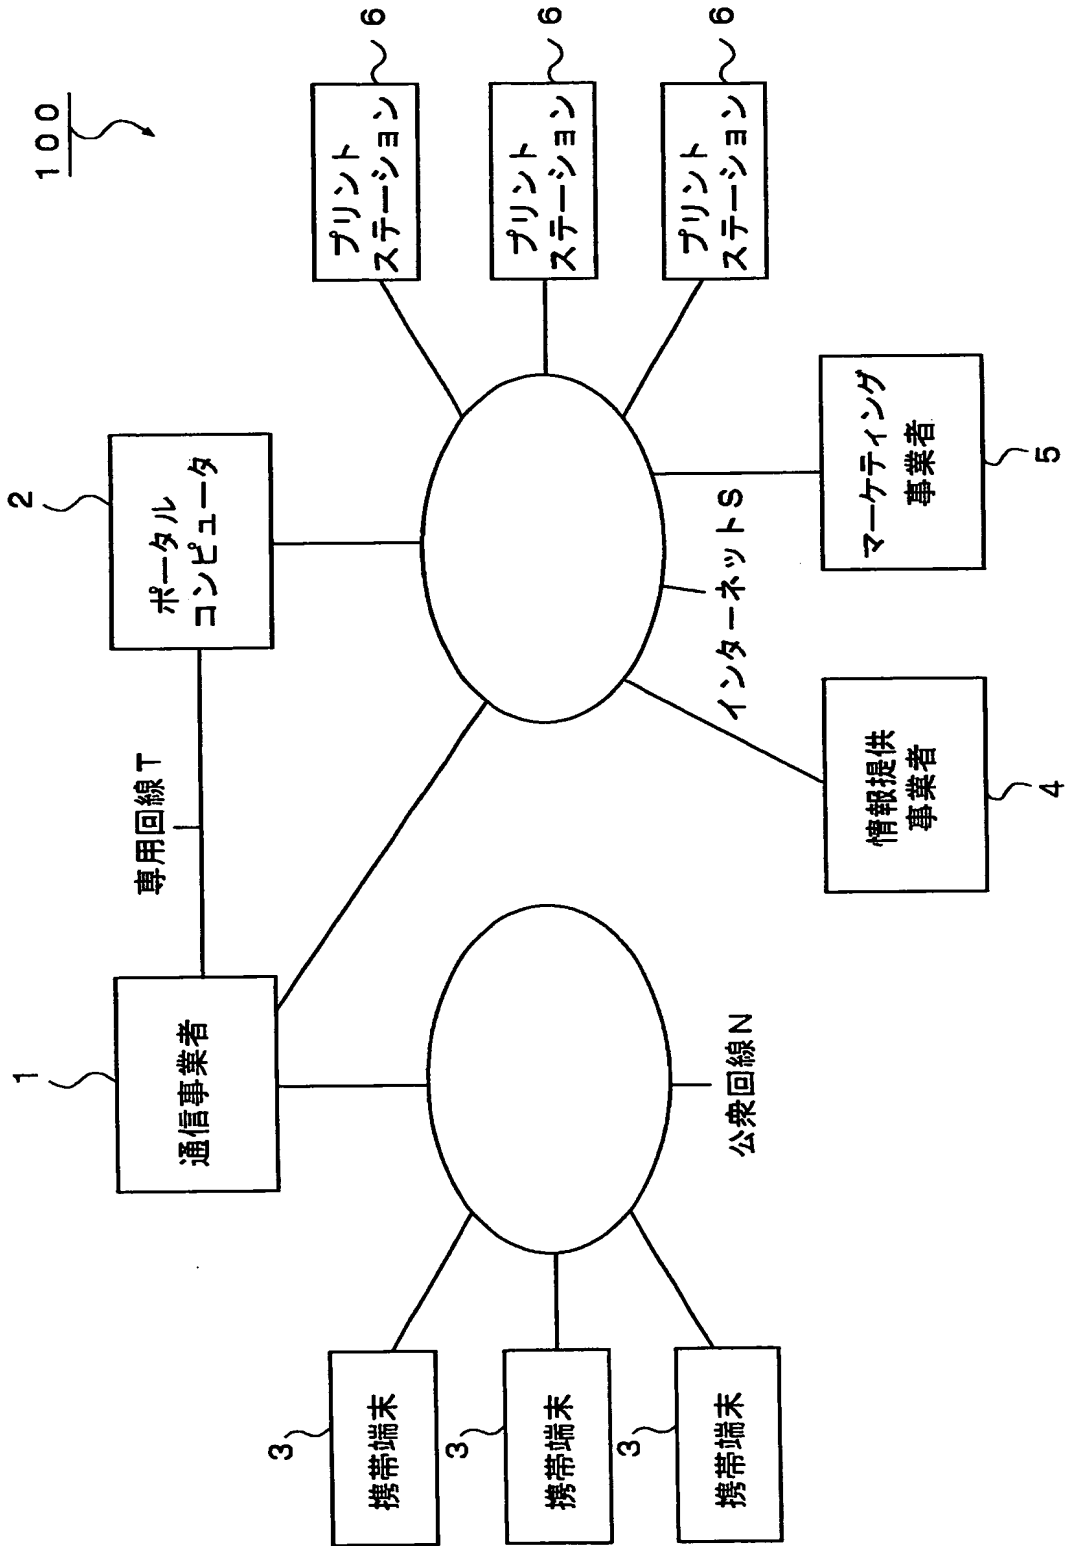 100
1
通信事業者
専用回線T
2
ポータル
コンピュータ
3
携帯端末
3
携帯端末
3
携帯端末
公衆回線N
インターネットS
プリント
ステーション
6
プリント
ステーション
6
プリント
ステーション
6
情報提供
事業者
4
マーケティング
事業者
5